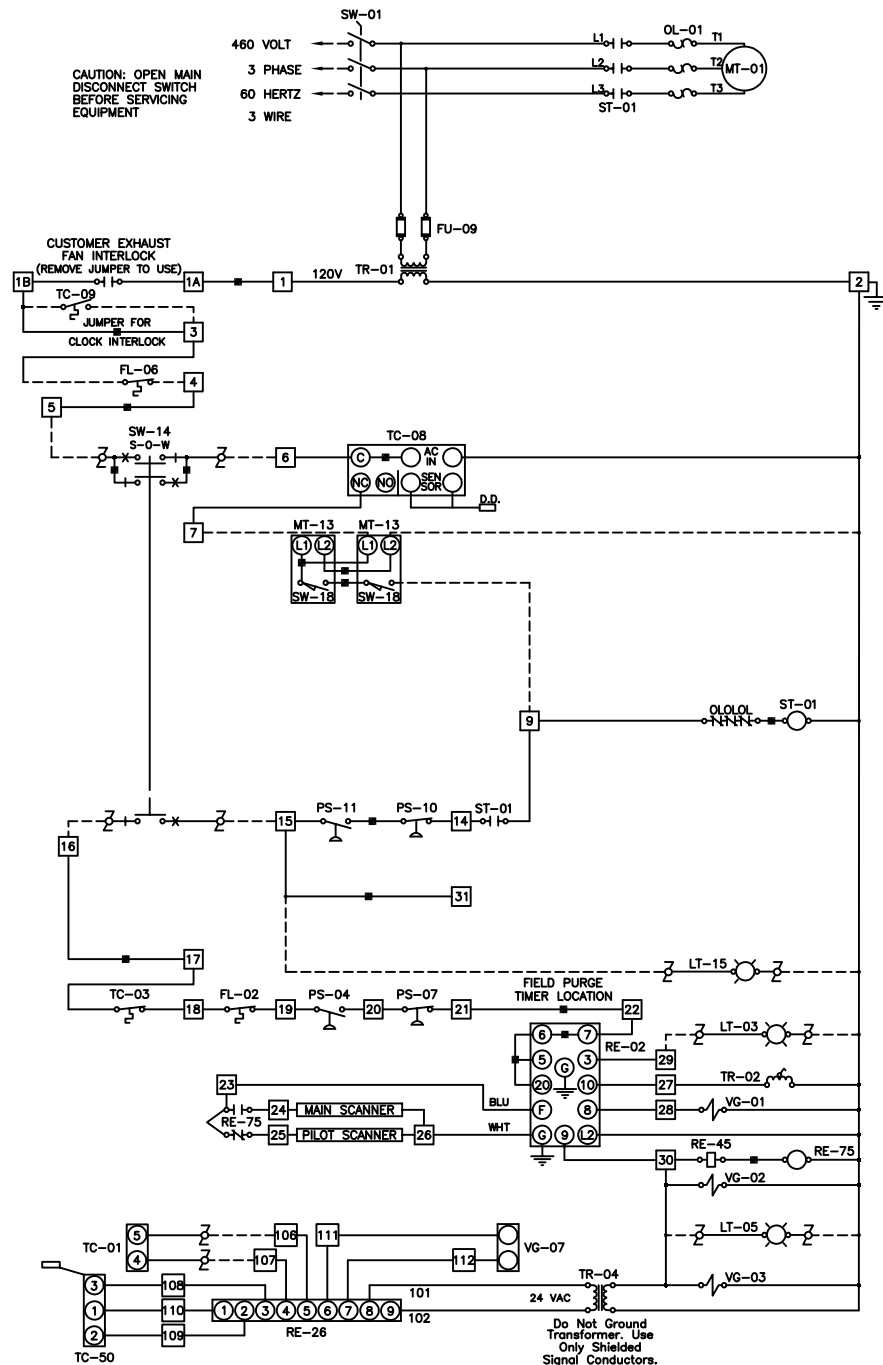 SW-01
460 VOLT
3 PHASE
60 HERTZ
3 WIRE
CAUTION: OPEN MAIN
DISCONNECT SWITCH
BEFORE SERVICING
EQUIPMENT
L1 OL-01 T1
L2 T2 MT-01
L3 ST-01 T3
FU-09
CUSTOMER EXHAUST
FAN INTERLOCK
(REMOVE JUMPER TO USE)
1B 1A 1 120V TR-01 2
TC-09
JUMPER FOR 3
CLOCK INTERLOCK
FL-06 4
5
SW-14
S-O-W
6
TC-08
C AC IN
NC NO SEN SOR
D.D.
7
MT-13 MT-13
L1 L2 L1 L2
SW-18 SW-18
9 OLOLOL ST-01
15 PS-11 PS-10 14 ST-01
16
31
17
LT-15
TC-03 18 FL-02 19 PS-04 20 PS-07 21
FIELD PURGE
TIMER LOCATION
22
6 7 RE-02
LT-03
5 3 29
G
20 10 27 TR-02
23
BLU F 8 28 VG-01
24 MAIN SCANNER
RE-75
25 PILOT SCANNER 26 WHT G 9 L2
30 RE-45 RE-75
VG-02
TC-01 5 106 111 VG-07
4 107 112
LT-05
3 108 101 TR-04 VG-03
1 110 1 2 3 4 5 6 7 8 9 102 24 VAC
2 109 RE-26
TC-50
Do Not Ground
Transformer. Use
Only Shielded
Signal Conductors.